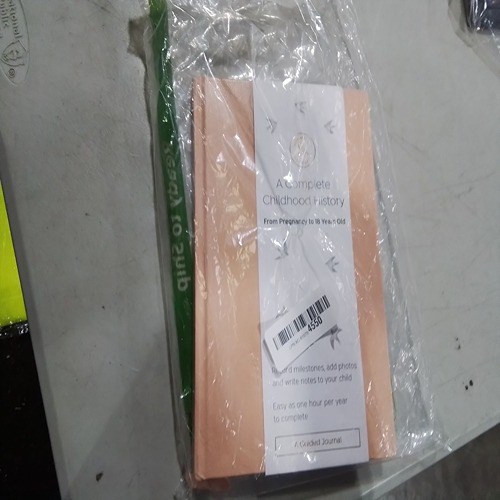 A Complete
Childhood History
From Pregnancy to 18 Years Old
4550
Record milestones, add photos
and write notes to your child
Easy as one hour per year
to complete
A Guided Journal
Ready to Ship